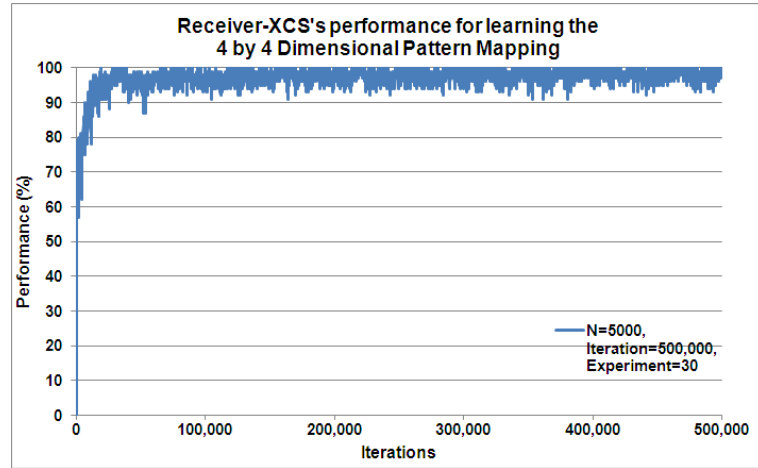 Receiver-XCS's performance for learning the
4 by 4 Dimensional Pattern Mapping
100
90
80
70
60
50
40
30
20
10
0
Performance (%)
N=5000,
Iteration=500,000,
Experiment=30
0 100,000 200,000 300,000 400,000 500,000
Iterations